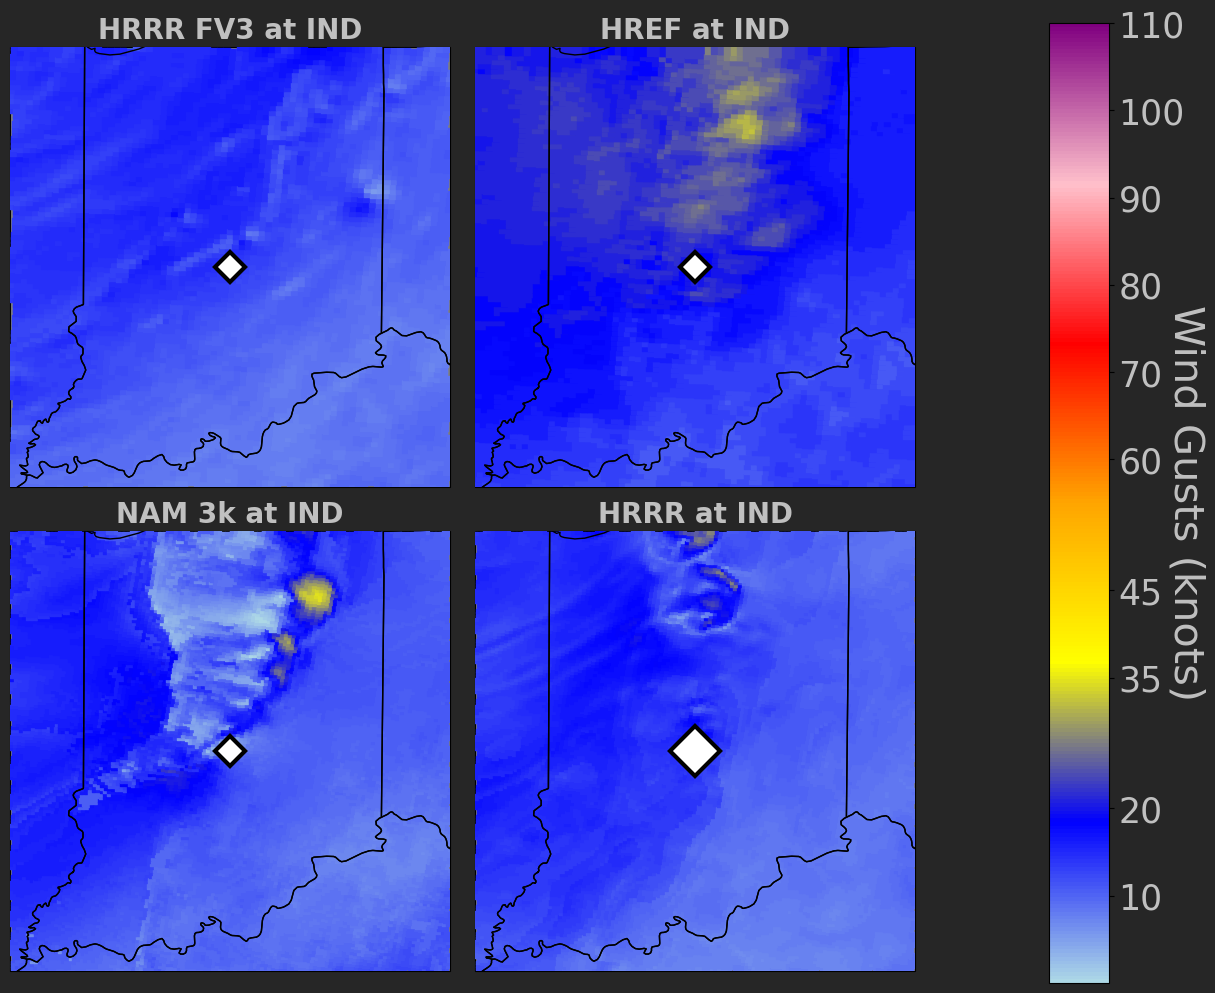 HRRR FV3 at IND
HREF at IND
NAM 3k at IND
HRRR at IND
110
100
90
80
70
60
45
35
20
10
Wind Gusts (knots)